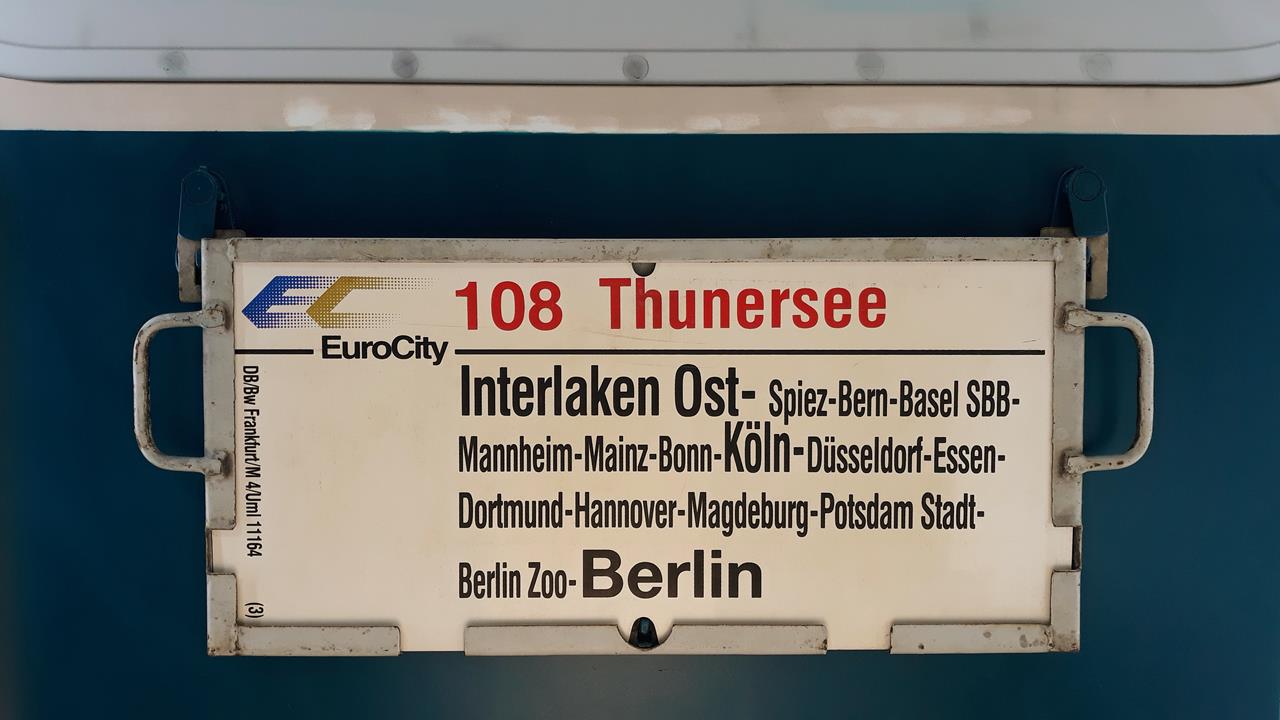 EC 108 Thunersee
EuroCity
Interlaken Ost- Spiez-Bern-Basel SBB-
Mannheim-Mainz-Bonn-Köln-Düsseldorf-Essen-
Dortmund-Hannover-Magdeburg-Potsdam Stadt-
Berlin Zoo-Berlin
DB/Bw Frankfurt/M 4/Uml 11164 (3)